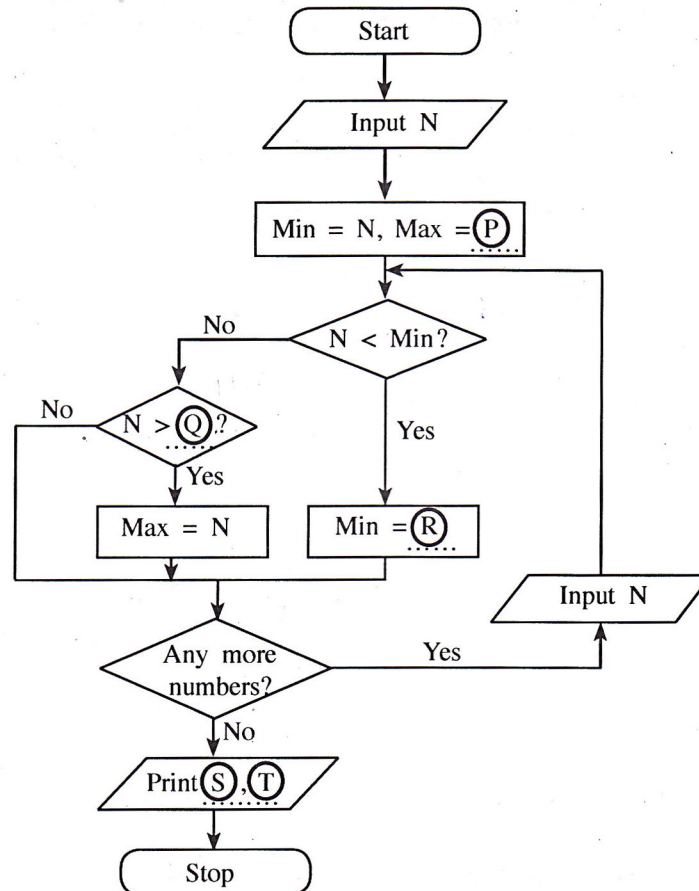 Start
Input N
Min = N, Max = P
N < Min?
No
Yes
N > Q ?
No
Yes
Max = N
Min = R
Input N
Any more
numbers?
Yes
No
Print S , T
Stop